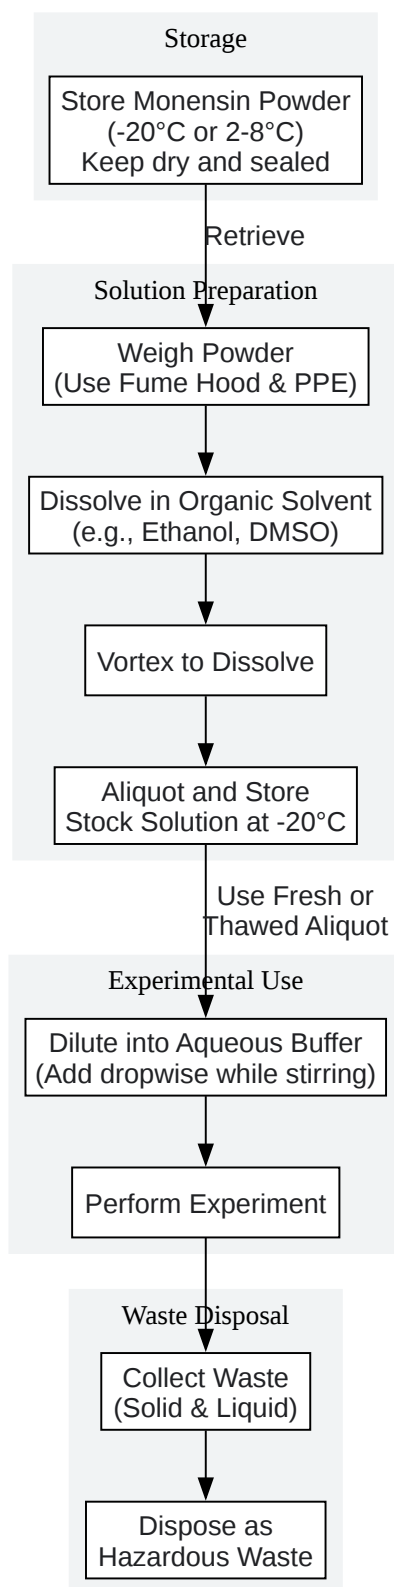 Storage
Store Monensin Powder
(-20°C or 2-8°C)
Keep dry and sealed
Retrieve
Solution Preparation
Weigh Powder
(Use Fume Hood & PPE)
Dissolve in Organic Solvent
(e.g., Ethanol, DMSO)
Vortex to Dissolve
Aliquot and Store
Stock Solution at -20°C
Use Fresh or
Thawed Aliquot
Experimental Use
Dilute into Aqueous Buffer
(Add dropwise while stirring)
Perform Experiment
Waste Disposal
Collect Waste
(Solid & Liquid)
Dispose as
Hazardous Waste